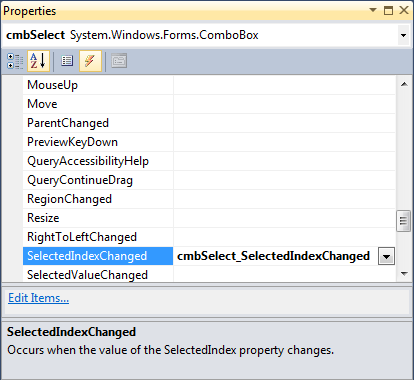 Properties
cmbSelect System.Windows.Forms.ComboBox
A
Z
MouseUp
Move
ParentChanged
PreviewKeyDown
QueryAccessibilityHelp
QueryContinueDrag
RegionChanged
Resize
RightToLeftChanged
SelectedIndexChanged cmbSelect_SelectedIndexChanged
SelectedValueChanged
Edit Items...
SelectedIndexChanged
Occurs when the value of the SelectedIndex property changes.